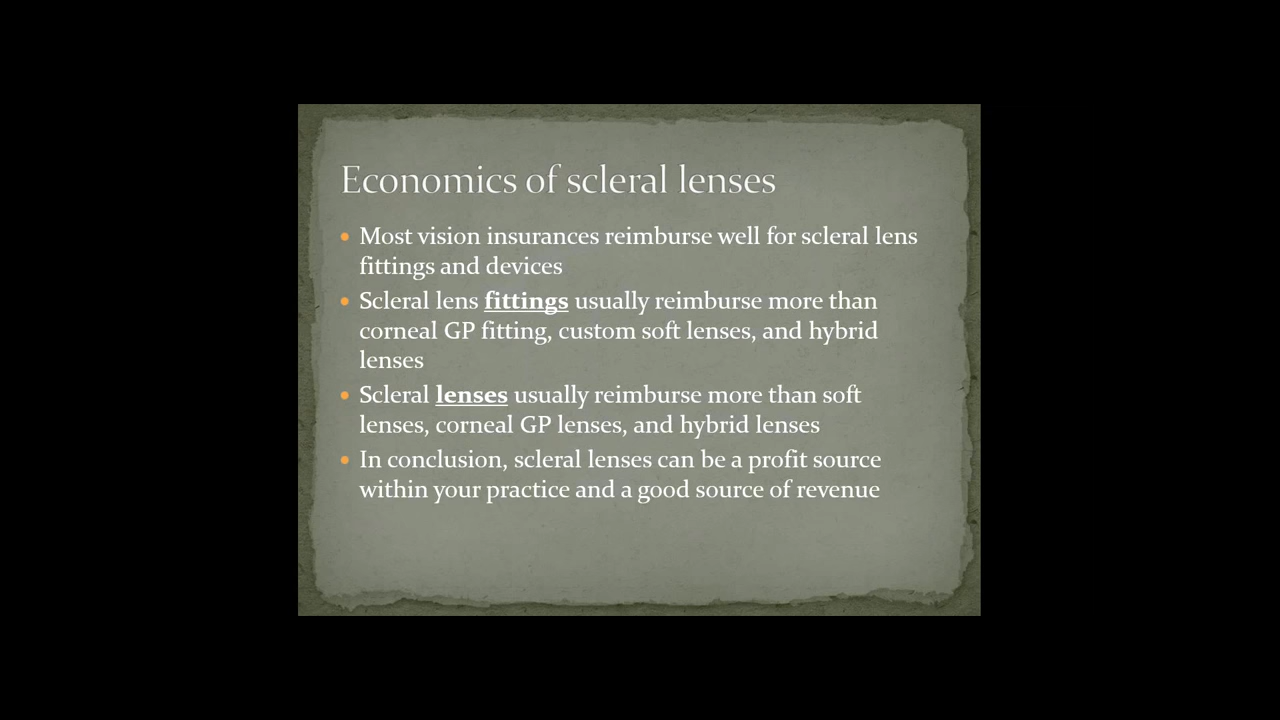 Economics of scleral lenses
• Most vision insurances reimburse well for scleral lens
fittings and devices
• Scleral lens fittings usually reimburse more than
corneal GP fitting, custom soft lenses, and hybrid
lenses
• Scleral lenses usually reimburse more than soft
lenses, corneal GP lenses, and hybrid lenses
• In conclusion, scleral lenses can be a profit source
within your practice and a good source of revenue